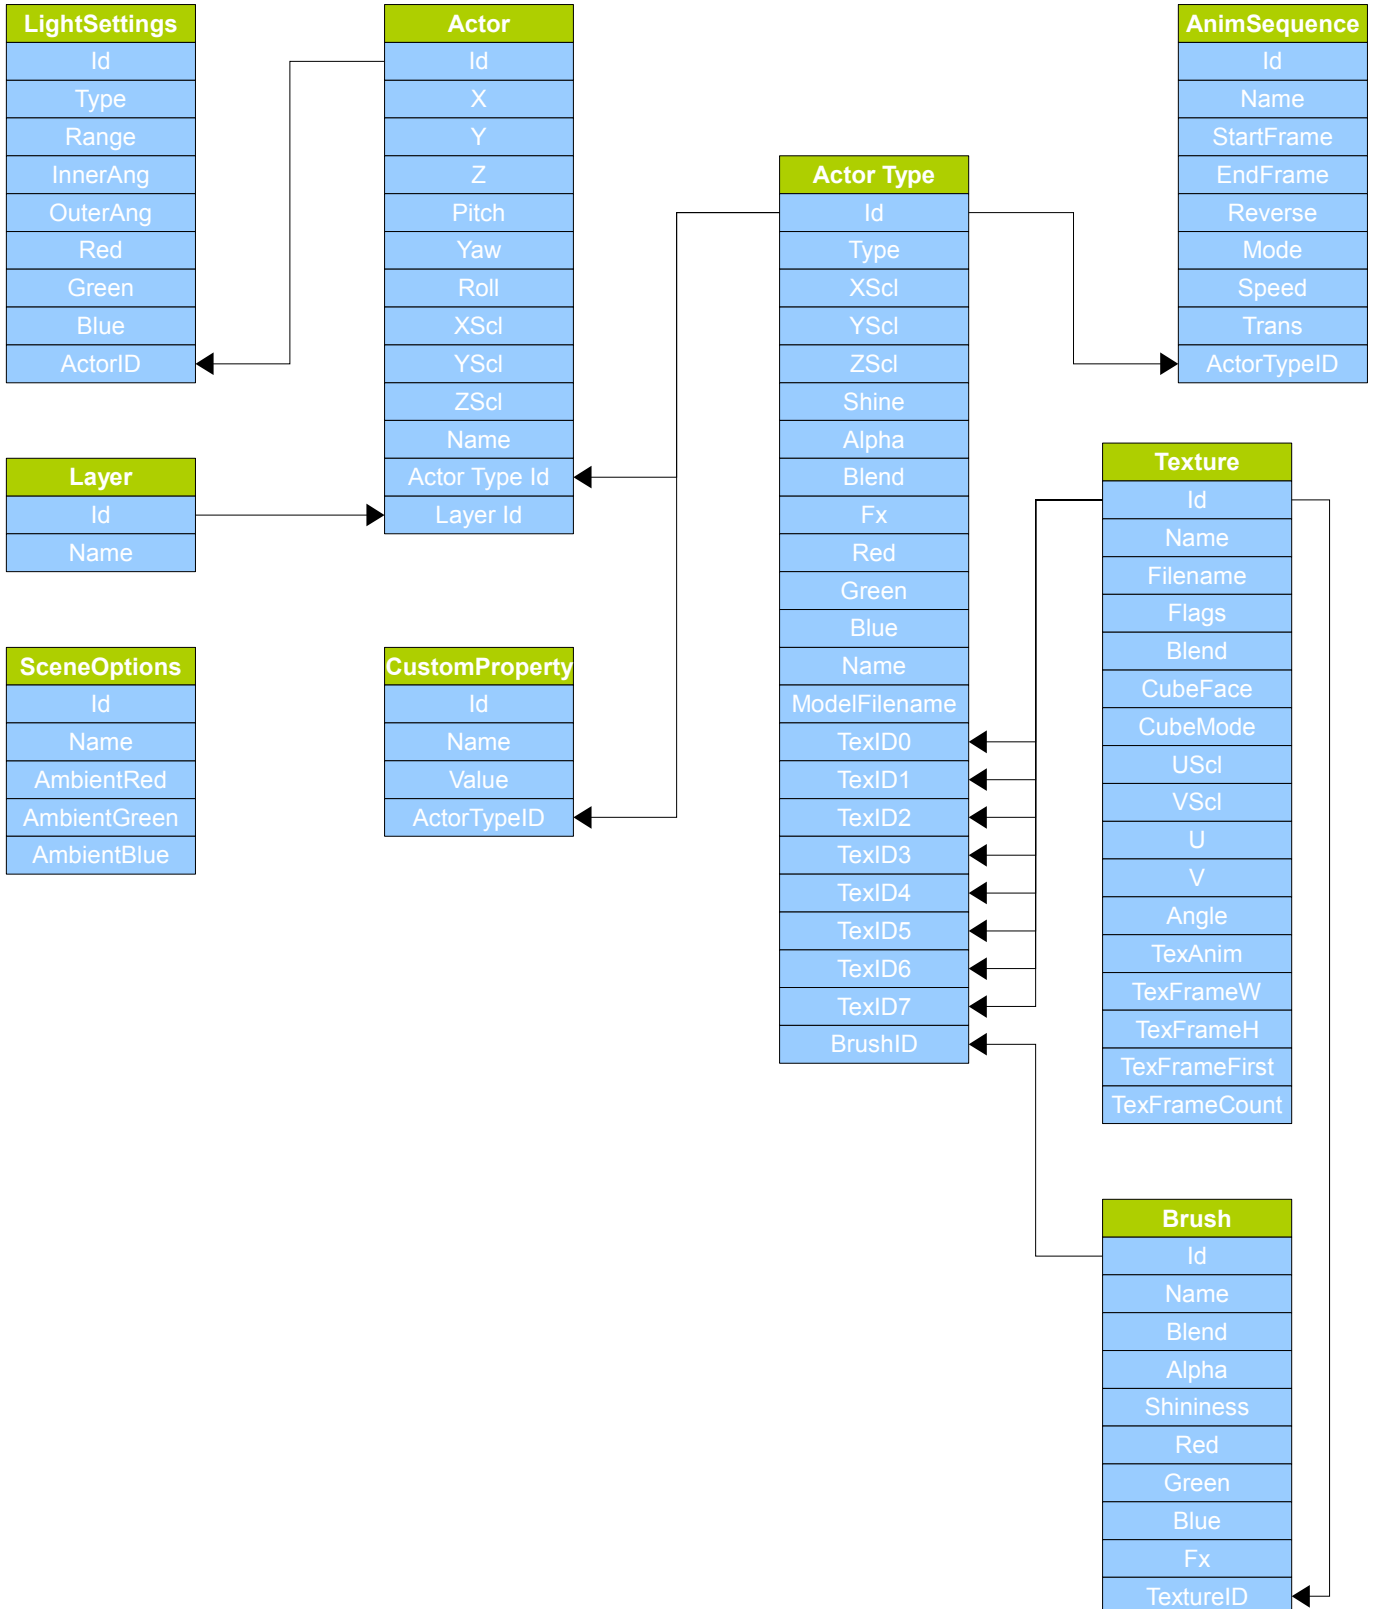 LightSettings
Id
Type
Range
InnerAng
OuterAng
Red
Green
Blue
ActorID
Layer
Id
Name
SceneOptions
Id
Name
AmbientRed
AmbientGreen
AmbientBlue
Actor
Id
X
Y
Z
Pitch
Yaw
Roll
XScl
YScl
ZScl
Name
Actor Type Id
Layer Id
CustomProperty
Id
Name
Value
ActorTypeID
Actor Type
Id
Type
XScl
YScl
ZScl
Shine
Alpha
Blend
Fx
Red
Green
Blue
Name
ModelFilename
TexID0
TexID1
TexID2
TexID3
TexID4
TexID5
TexID6
TexID7
BrushID
AnimSequence
Id
Name
StartFrame
EndFrame
Reverse
Mode
Speed
Trans
ActorTypeID
Texture
Id
Name
Filename
Flags
Blend
CubeFace
CubeMode
UScl
VScl
U
V
Angle
TexAnim
TexFrameW
TexFrameH
TexFrameFirst
TexFrameCount
Brush
Id
Name
Blend
Alpha
Shininess
Red
Green
Blue
Fx
TextureID